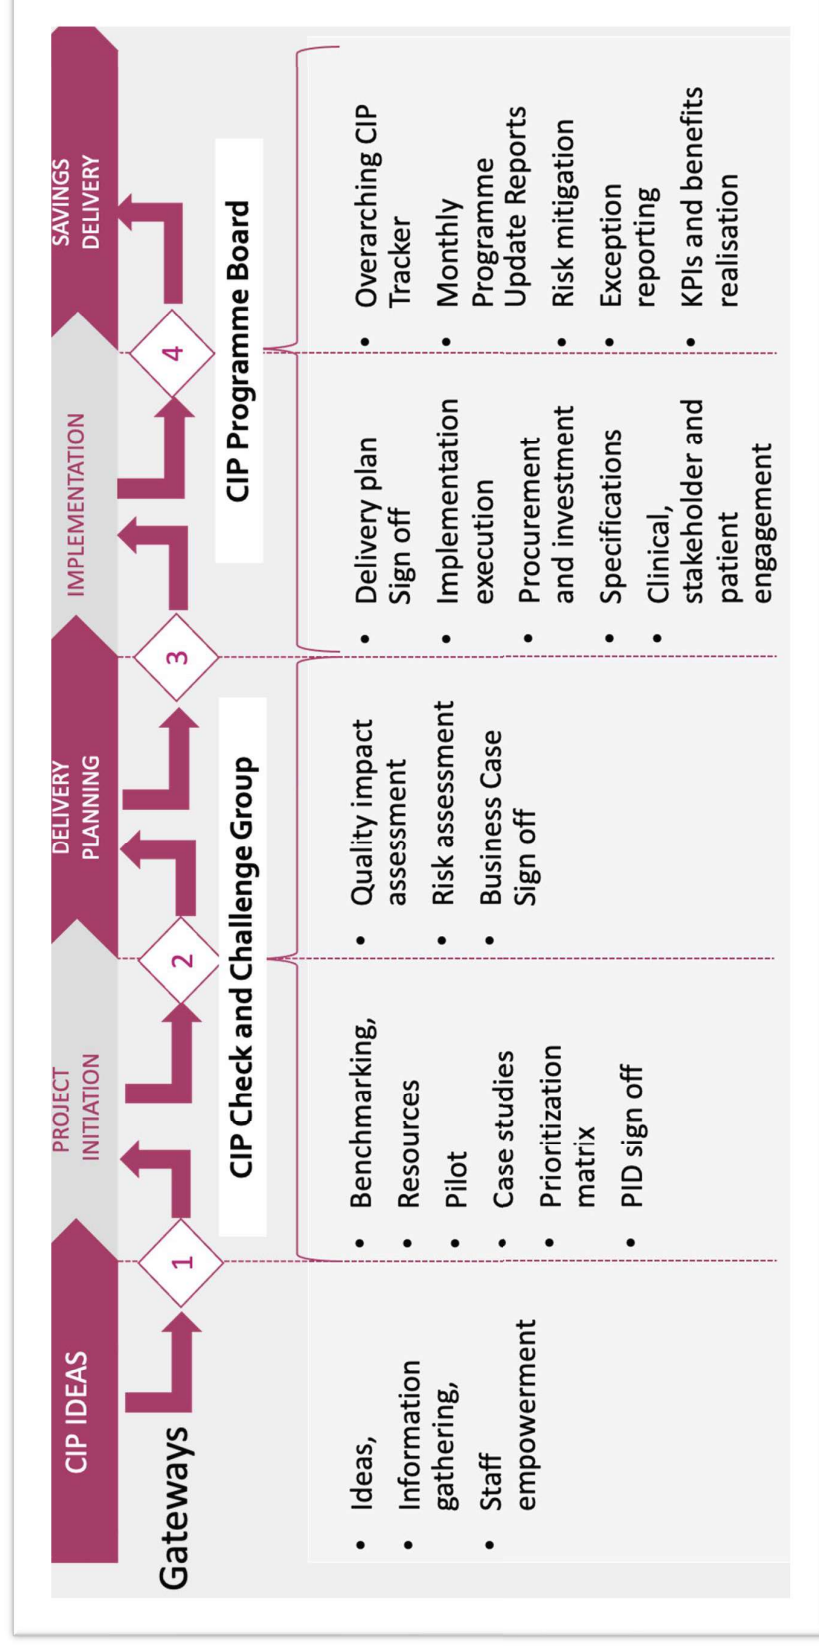 CIP IDEAS
PROJECT
INITIATION
DELIVERY
PLANNING
IMPLEMENTATION
SAVINGS
DELIVERY
Gateways
1
2
3
4
CIP Check and Challenge Group
CIP Programme Board
• Ideas,
• Information
gathering,
• Staff
empowerment
• Benchmarking,
• Resources
• Pilot
• Case studies
• Prioritization
matrix
• PID sign off
• Quality impact
assessment
• Risk assessment
• Business Case
Sign off
• Delivery plan
Sign off
• Implementation
execution
• Procurement
and investment
• Specifications
• Clinical,
stakeholder and
patient
engagement
• Overarching CIP
Tracker
• Monthly
Programme
Update Reports
• Risk mitigation
• Exception
reporting
• KPIs and benefits
realisation